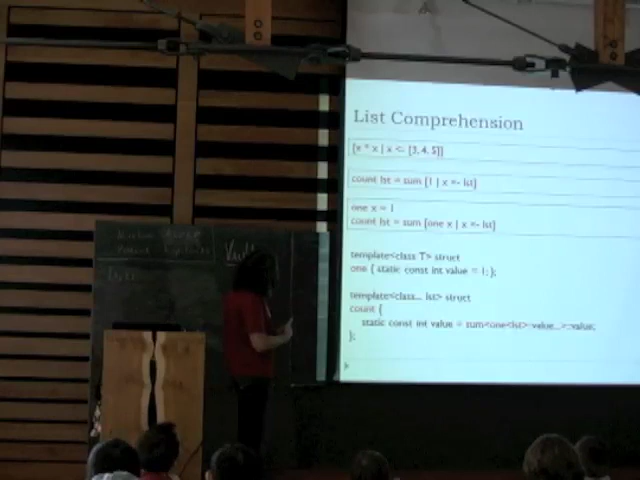 List Comprehension
[x * x | x <- [3, 4, 5]]
count lst = sum [1 | x <- lst]
one x = 1
count lst = sum [one x | x <- lst]
template<class T> struct
one { static const int value = 1; };
template<class... lst> struct
count {
static const int value = sum<one<lst>::value...>::value;
};